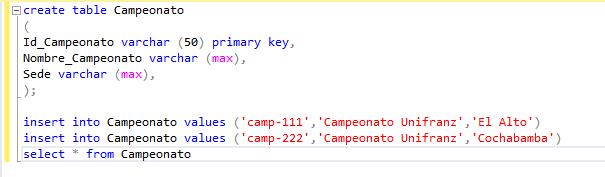 create table Campeonato
(
Id_Campeonato varchar (50) primary key,
Nombre_Campeonato varchar (max),
Sede varchar (max),
);
insert into Campeonato values ('camp-111','Campeonato Unifranz','El Alto')
insert into Campeonato values ('camp-222','Campeonato Unifranz','Cochabamba')
select * from Campeonato